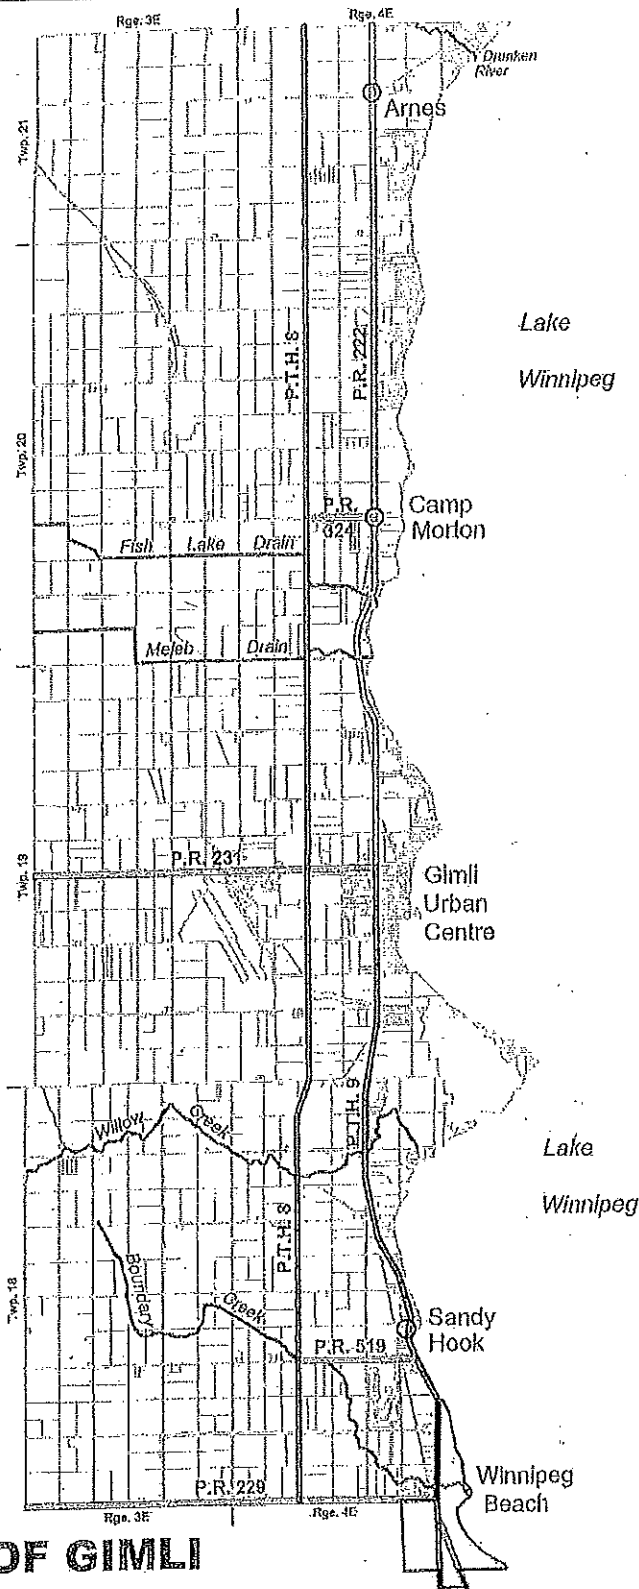 Rge. 3E
Rge. 4E
Drunken
River
Arnes
Twp. 21
Lake
Winnipeg
P.T.H. 8
P.R. 222
Twp. 20
P.R.
324
Camp
Morton
Fish Lake Drain
Meleb Drain
P.R. 231
Twp. 19
Gimli
Urban
Centre
P.T.H. 9
Willow Creek
Lake
Winnipeg
P.T.H. 8
Boundary Creek
Twp. 18
Sandy
Hook
P.R. 519
P.R. 229
Winnipeg
Beach
Rge. 3E
Rge. 4E
OF GIMLI